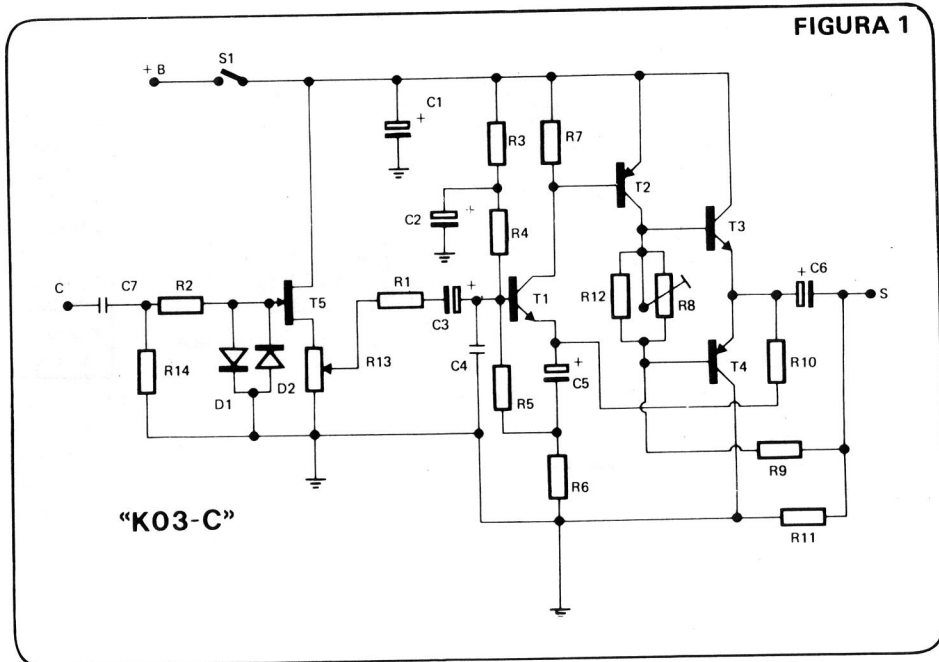 FIGURA 1
+ B
S1
C1
+
R3
R7
T2
C2
+
R4
T3
C
C7
R2
T5
R1
+
C3
T1
R12
R8
+
C6
S
R14
D1
D2
R13
C4
R5
+
C5
T4
R10
R6
R9
R11
“K03-C”